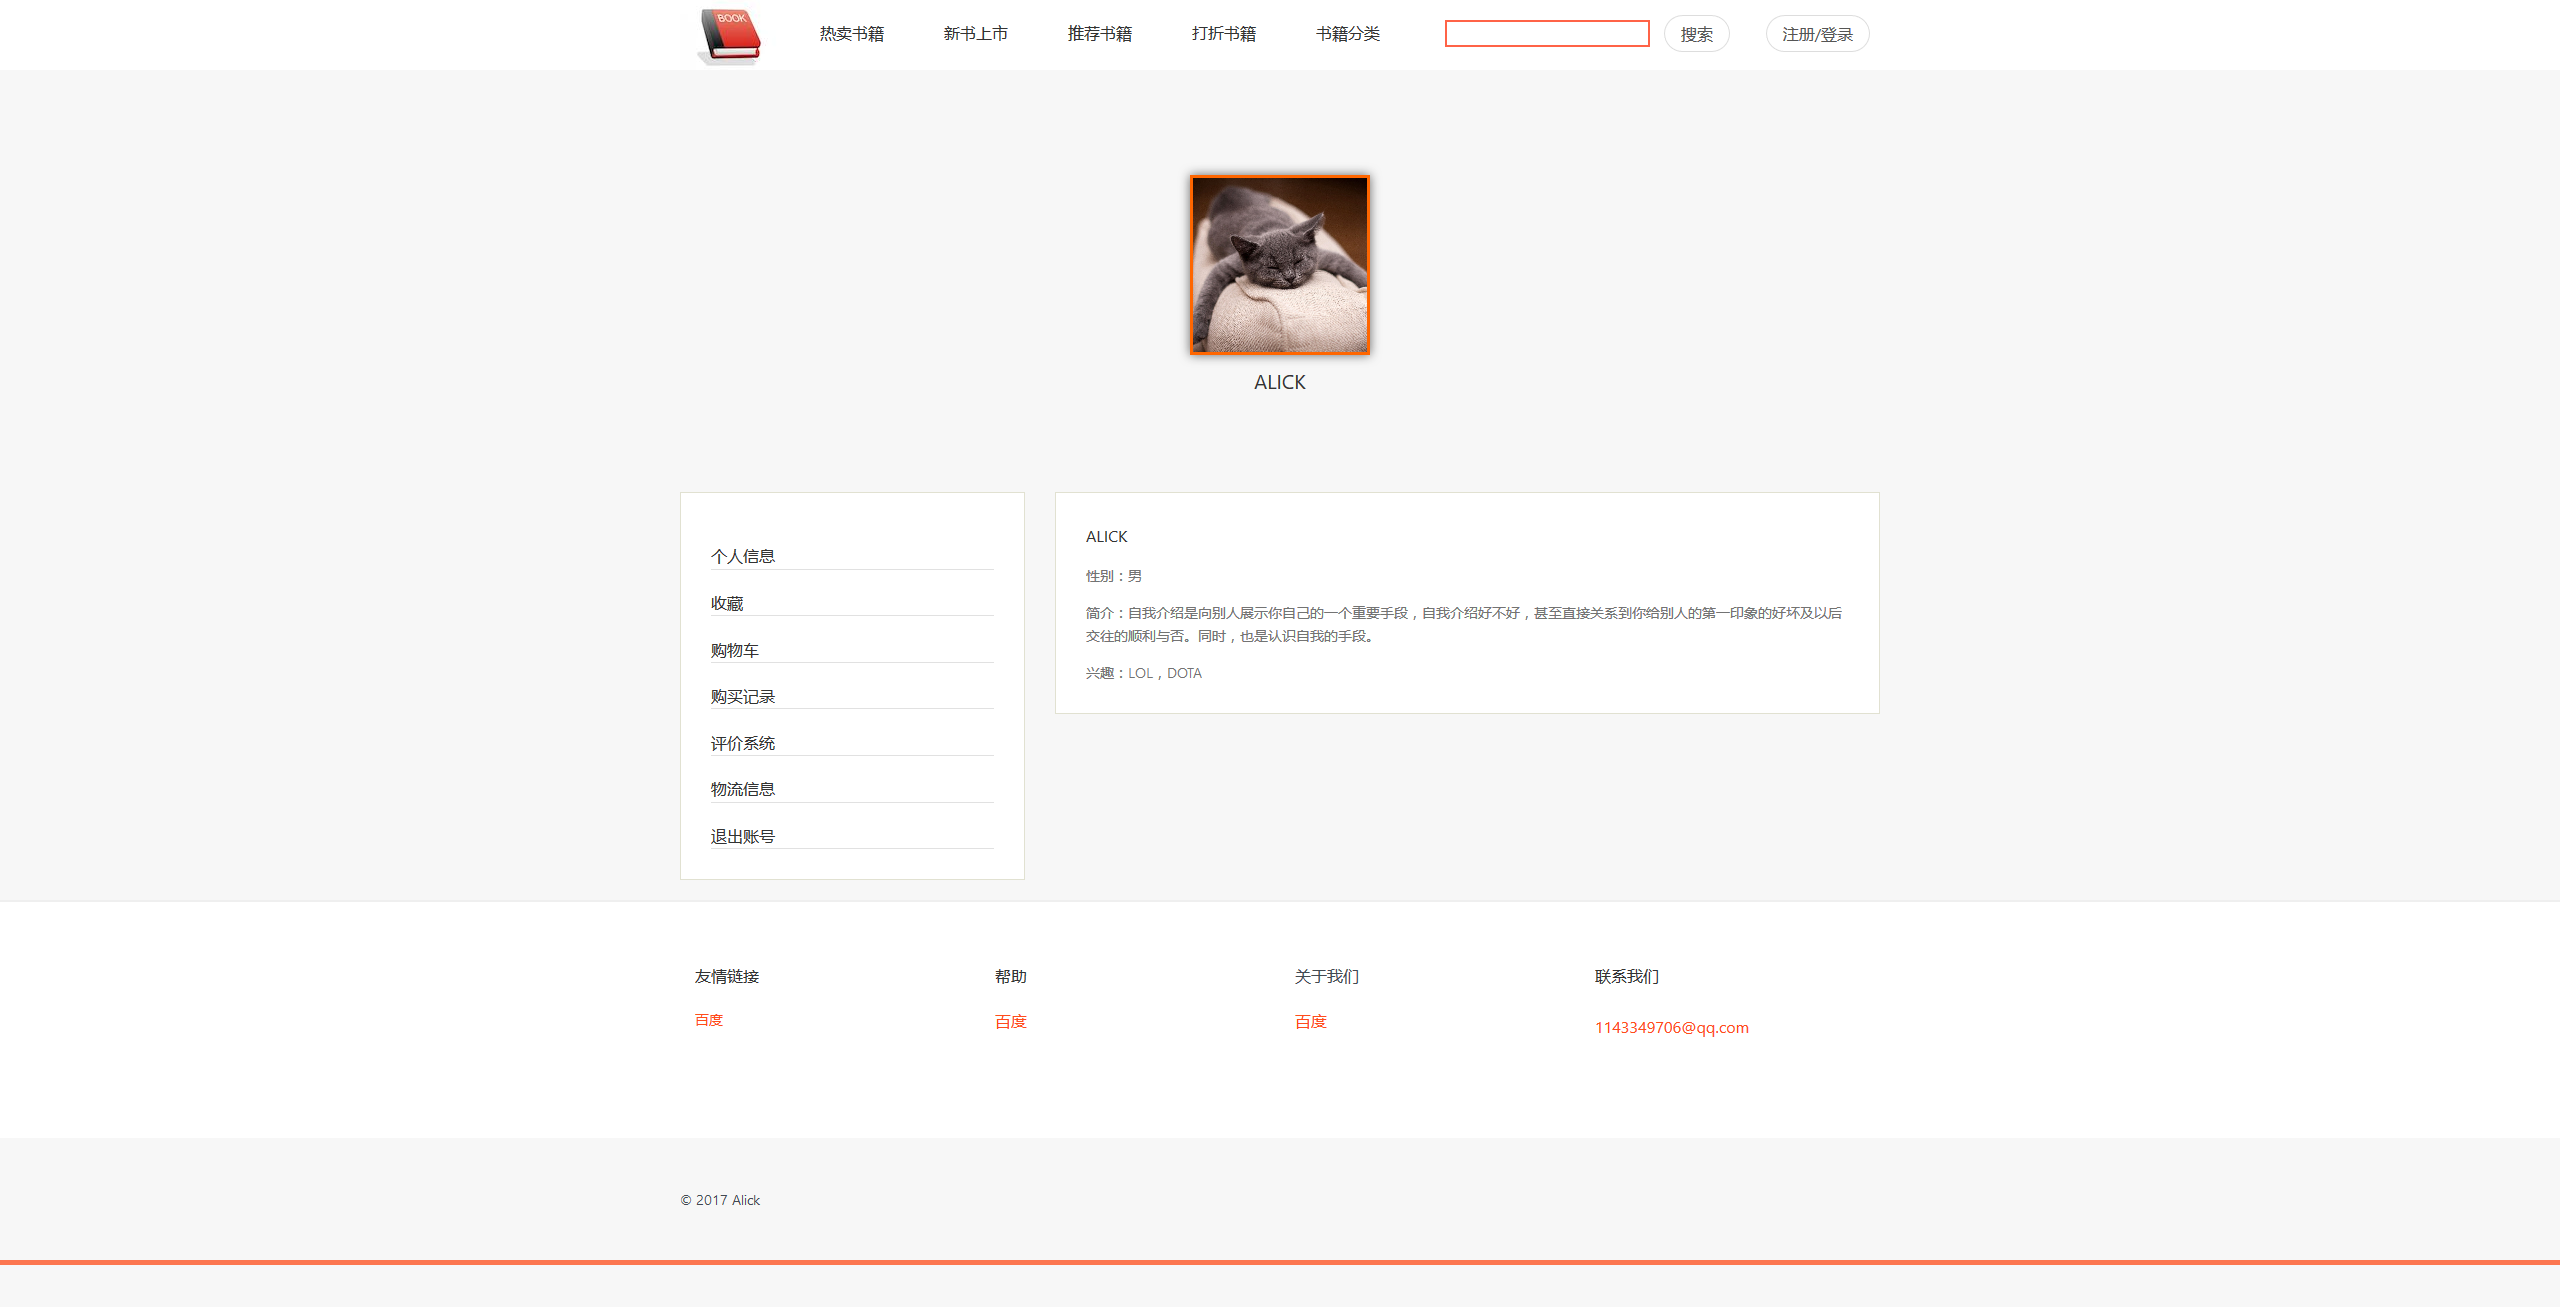 BOOK
热卖书籍
新书上市
推荐书籍
打折书籍
书籍分类
搜索
注册/登录
ALICK
个人信息
收藏
购物车
购买记录
评价系统
物流信息
退出账号
ALICK
性别：男
简介：自我介绍是向别人展示你自己的一个重要手段，自我介绍好不好，甚至直接关系到你给别人的第一印象的好坏及以后
交往的顺利与否。同时，也是认识自我的手段。
兴趣：LOL，DOTA
友情链接
百度
帮助
百度
关于我们
百度
联系我们
1143349706@qq.com
© 2017 Alick